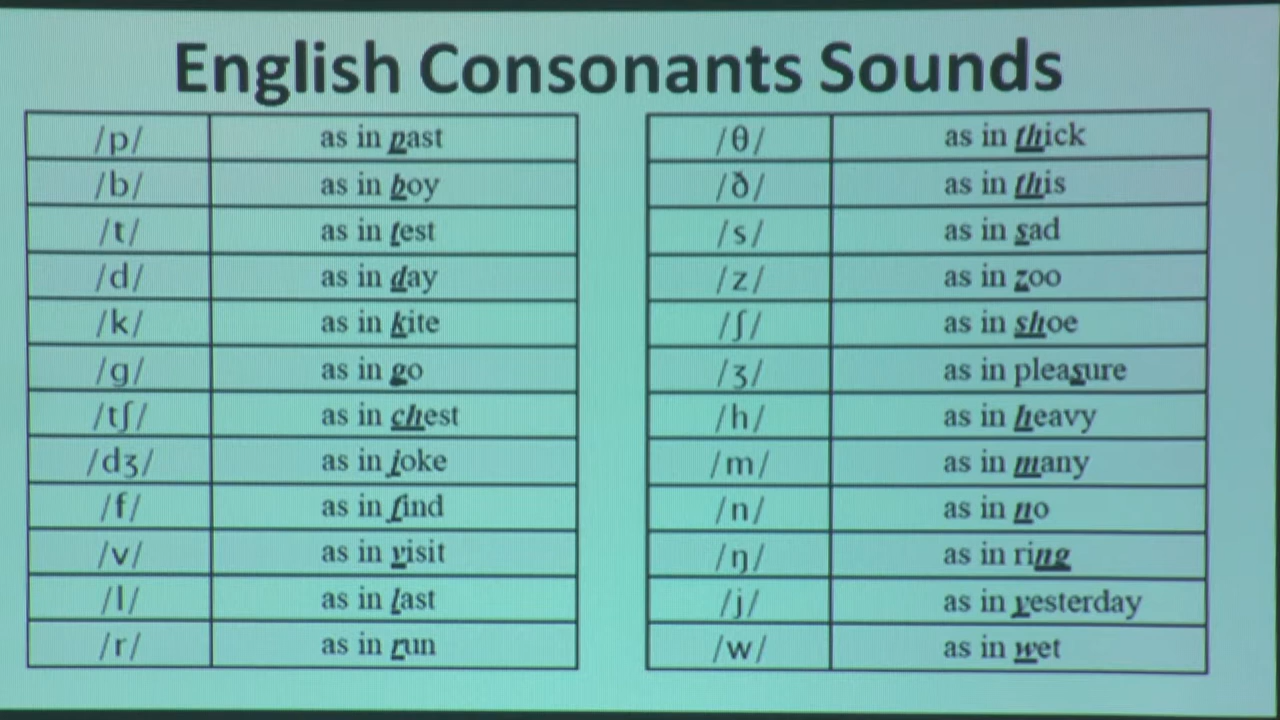 English Consonants Sounds
/p/ as in past
/b/ as in boy
/t/ as in test
/d/ as in day
/k/ as in kite
/g/ as in go
/tʃ/ as in chest
/dʒ/ as in joke
/f/ as in find
/v/ as in visit
/l/ as in last
/r/ as in run
/θ/ as in thick
/ð/ as in this
/s/ as in sad
/z/ as in zoo
/ʃ/ as in shoe
/ʒ/ as in pleasure
/h/ as in heavy
/m/ as in many
/n/ as in no
/ŋ/ as in ring
/j/ as in yesterday
/w/ as in wet